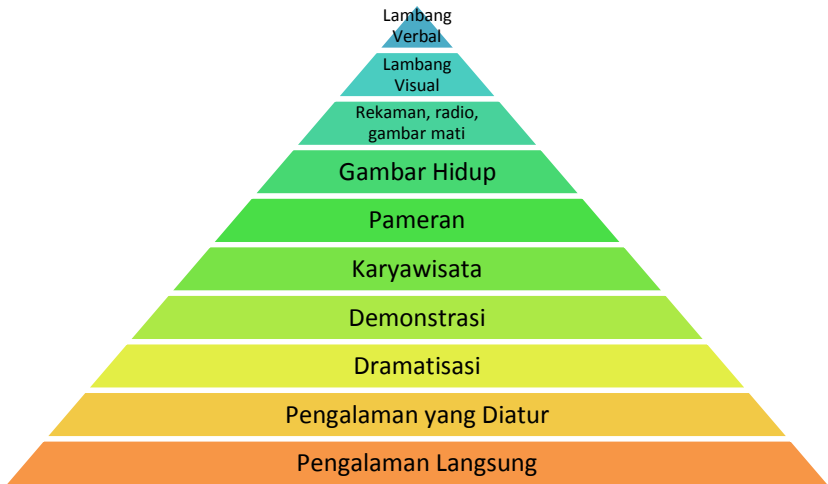 Lambang
Verbal
Lambang
Visual
Rekaman, radio,
gambar mati
Gambar Hidup
Pameran
Karyawisata
Demonstrasi
Dramatisasi
Pengalaman yang Diatur
Pengalaman Langsung